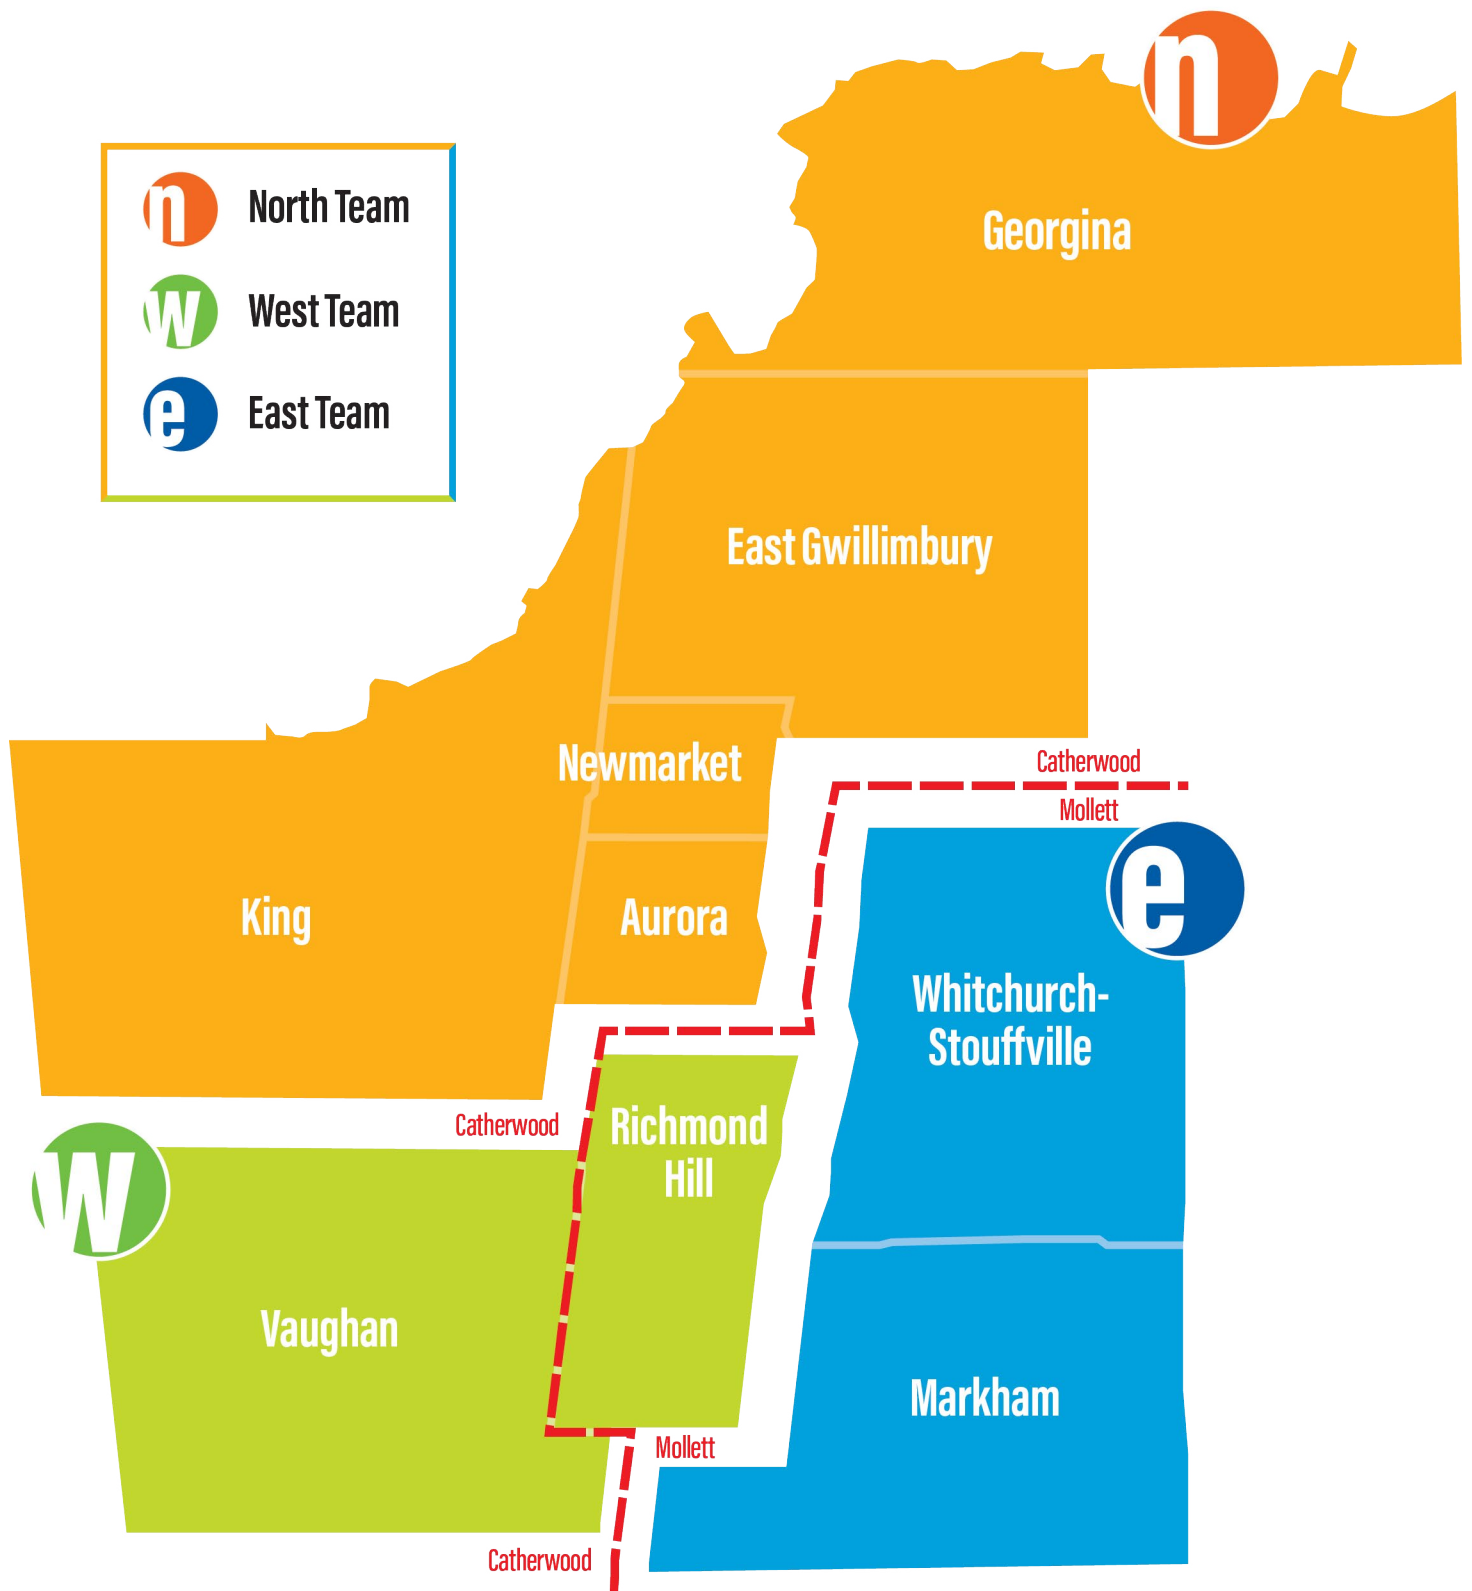 n
Georgina
n North Team
w West Team
e East Team
East Gwillimbury
Newmarket
Catherwood
Mollett
e
King
Aurora
Whitchurch-
Stouffville
Catherwood
Richmond
Hill
w
Vaughan
Markham
Mollett
Catherwood